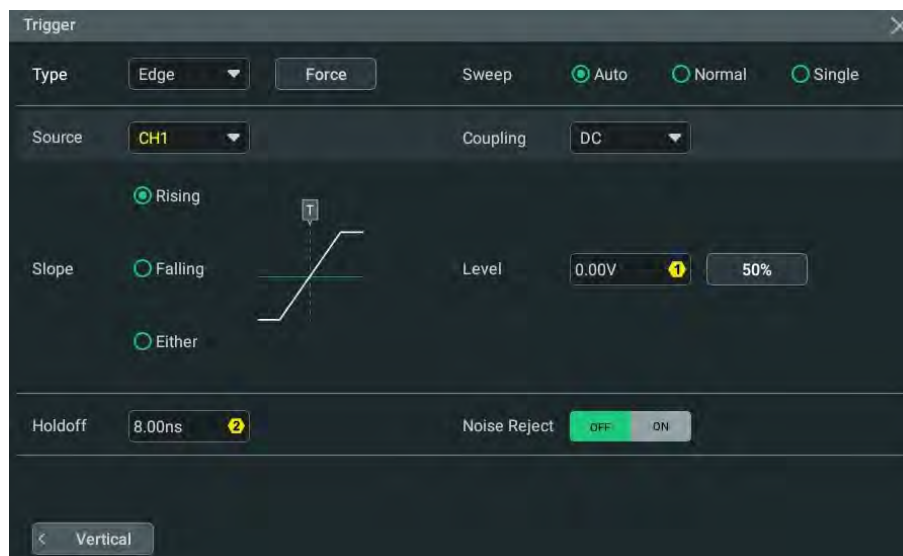 Trigger
Type Edge Force Sweep Auto Normal Single
Source CH1 Coupling DC
Rising
T
Slope Falling Level 0.00V 1 50%
Either
Holdoff 8.00ns 2 Noise Reject OFF ON
< Vertical